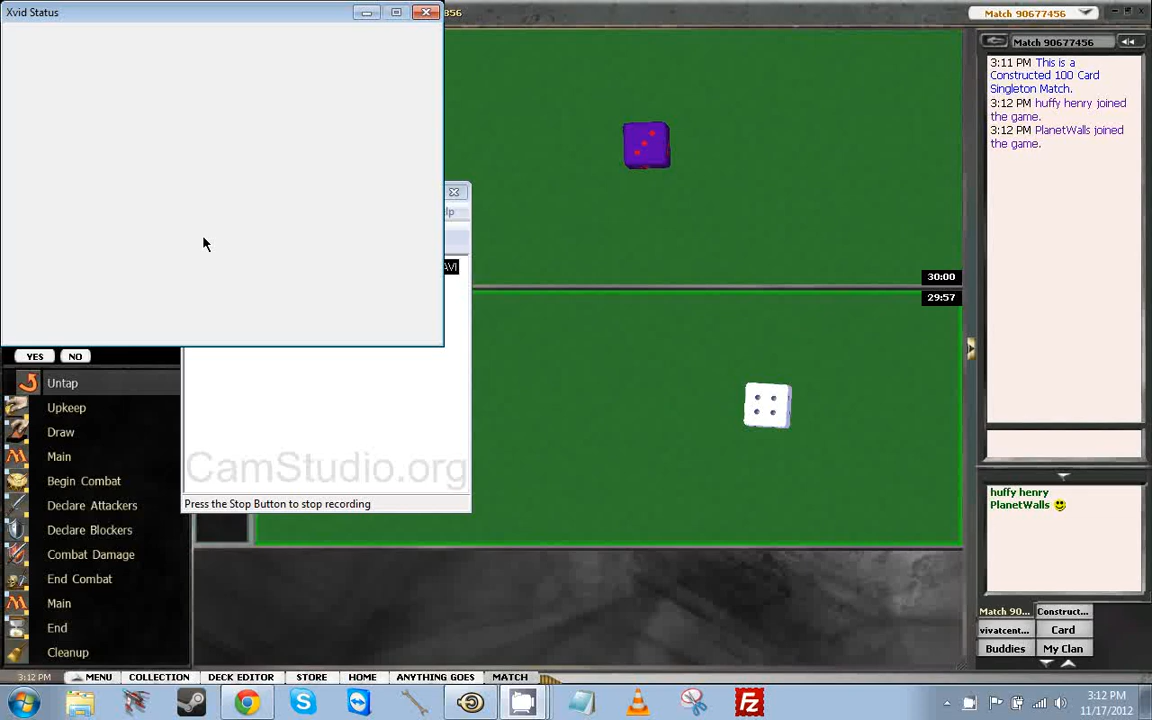 Xvid Status
856
Match 90677456
Match 90677456
3:11 PM This is a
Constructed 100 Card
Singleton Match.
3:12 PM huffy henry joined
the game.
3:12 PM PlanetWalls joined
the game.
lp
AVI
30:00
29:57
YES NO
Untap
Upkeep
Draw
Main
Begin Combat
Declare Attackers
Declare Blockers
Combat Damage
End Combat
Main
End
Cleanup
CamStudio.org
Press the Stop Button to stop recording
huffy henry
PlanetWalls
Match 90... Construct...
vivatcent... Card
Buddies My Clan
3:12 PM MENU COLLECTION DECK EDITOR STORE HOME ANYTHING GOES MATCH
3:12 PM
11/17/2012